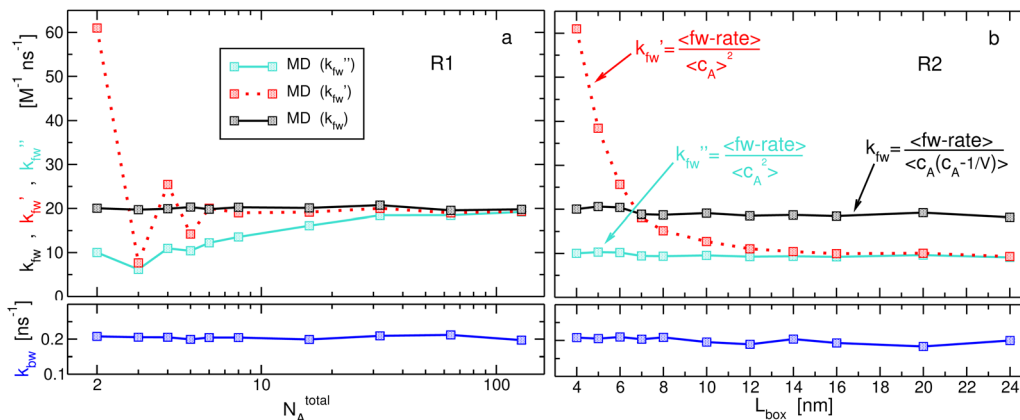 k_fw , k_fw' , k_fw'' [M^-1 ns^-1]
60
50
40
30
20
10
0
a
R1
MD (k_fw'')
MD (k_fw')
MD (k_fw)
b
R2
k_fw' = <fw-rate> / <c_A>^2
k_fw'' = <fw-rate> / <c_A^2>
k_fw = <fw-rate> / <c_A(c_A-1/V)>
k_bw [ns^-1]
0.2
0.1
2 10 100
N_A^total
4 6 8 10 12 14 16 18 20 22 24
L_box [nm]